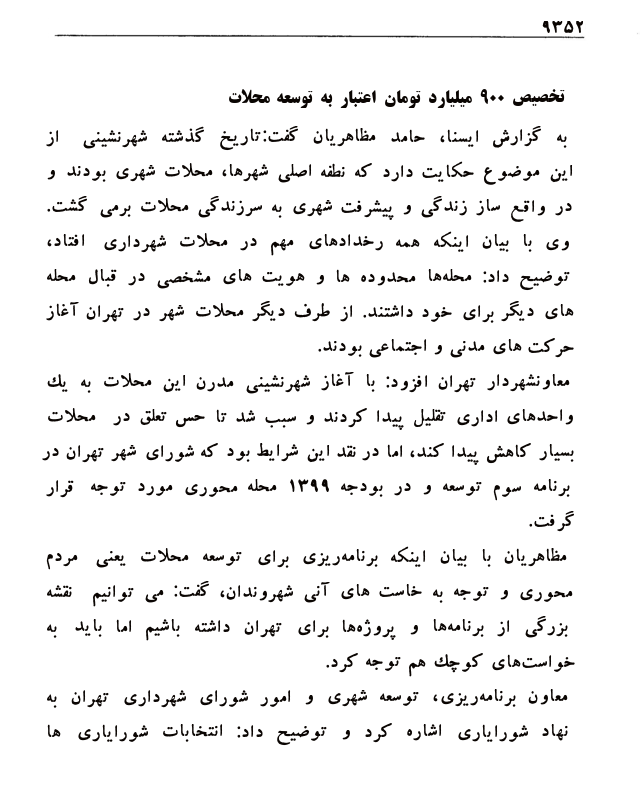 ۹۳۵۲
تخصیص ۹۰۰ میلیارد تومان اعتبار به توسعه محلات
به گزارش ایسنا، حامد مظاهریان گفت:تاریخ گذشته شهرنشینی از
این موضوع حکایت دارد که نطفه اصلی شهرها، محلات شهری بودند و
در واقع ساز زندگی و پیشرفت شهری به سرزندگی محلات برمی گشت.
وی با بیان اینکه همه رخدادهای مهم در محلات شهرداری افتاد،
توضیح داد: محله‌ها محدوده ها و هویت های مشخصی در قبال محله
های دیگر برای خود داشتند. از طرف دیگر محلات شهر در تهران آغاز
حرکت های مدنی و اجتماعی بودند.
معاونشهردار تهران افزود: با آغاز شهرنشینی مدرن این محلات به یك
واحدهای اداری تقلیل پیدا کردند و سبب شد تا حس تعلق در محلات
بسیار کاهش پیدا کند، اما در نقد این شرایط بود که شورای شهر تهران در
برنامه سوم توسعه و در بودجه ۱۳۹۹ محله محوری مورد توجه قرار
گرفت.
مظاهریان با بیان اینکه برنامه‌ریزی برای توسعه محلات یعنی مردم
محوری و توجه به خاست های آنی شهروندان، گفت: می توانیم نقشه
بزرگی از برنامه‌ها و پروژه‌ها برای تهران داشته باشیم اما باید به
خواست‌های کوچك هم توجه کرد.
معاون برنامه‌ریزی، توسعه شهری و امور شورای شهرداری تهران به
نهاد شورایاری اشاره کرد و توضیح داد: انتخابات شورایاری ها